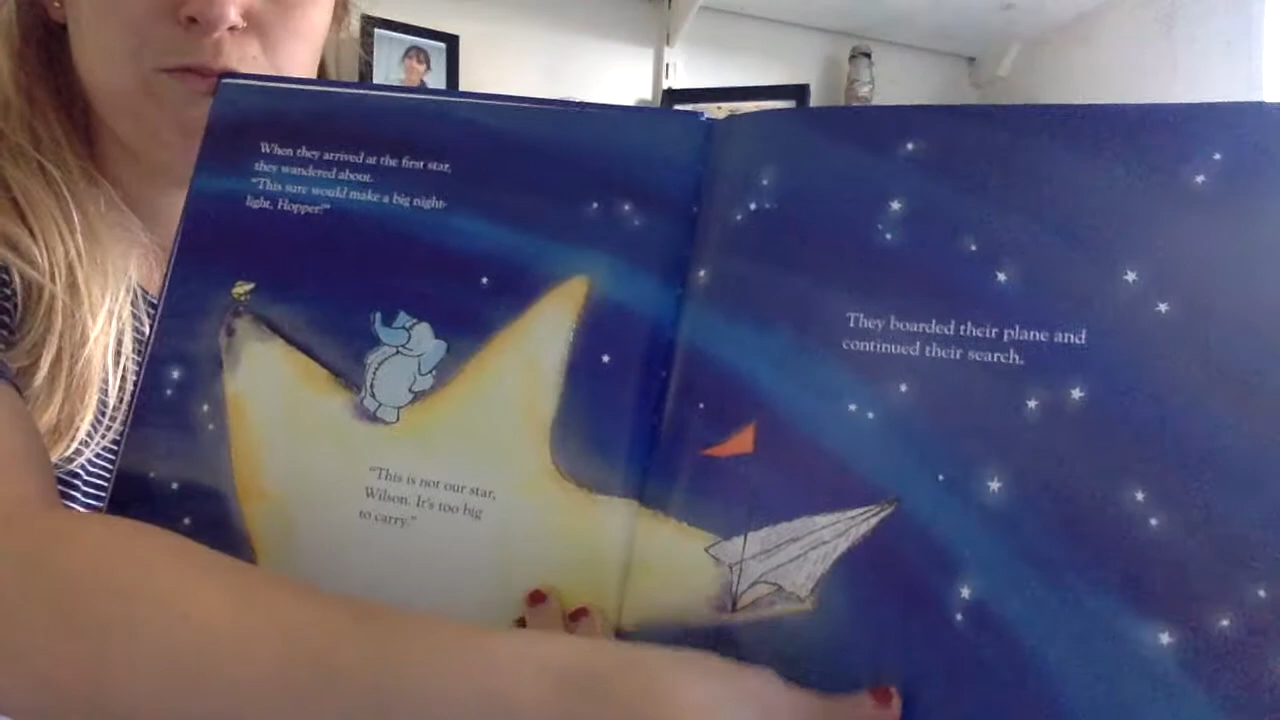 When they arrived at the first star,
they wandered about.
"This sure would make a big night-
light, Hopper!"
"This is not our star,
Wilson. It's too big
to carry."
They boarded their plane and
continued their search.